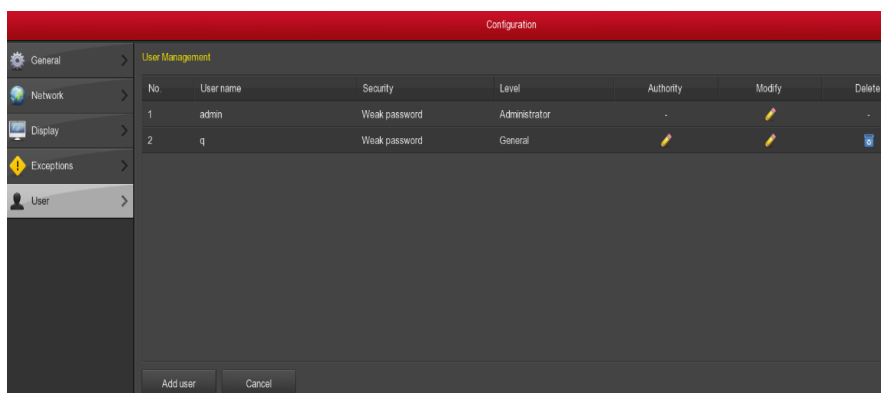 Configuration
General
User Management
No. User name Security Level Authority Modify Delete
Network
1 admin Weak password Administrator - -
Display
2 q Weak password General
Exceptions
User
Add user Cancel